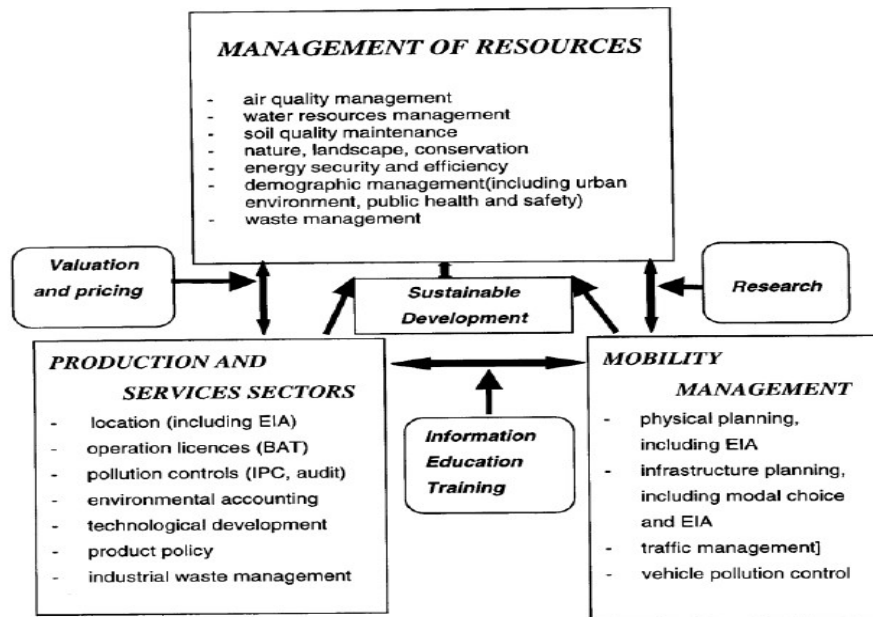 MANAGEMENT OF RESOURCES
- air quality management
- water resources management
- soil quality maintenance
- nature, landscape, conservation
- energy security and efficiency
- demographic management(including urban
environment, public health and safety)
- waste management
Valuation
and pricing
Sustainable
Development
Research
PRODUCTION AND
SERVICES SECTORS
- location (including EIA)
- operation licences (BAT)
- pollution controls (IPC, audit)
- environmental accounting
- technological development
- product policy
- industrial waste management
Information
Education
Training
MOBILITY
MANAGEMENT
- physical planning,
including EIA
- infrastructure planning,
including modal choice
and EIA
- traffic management]
- vehicle pollution control